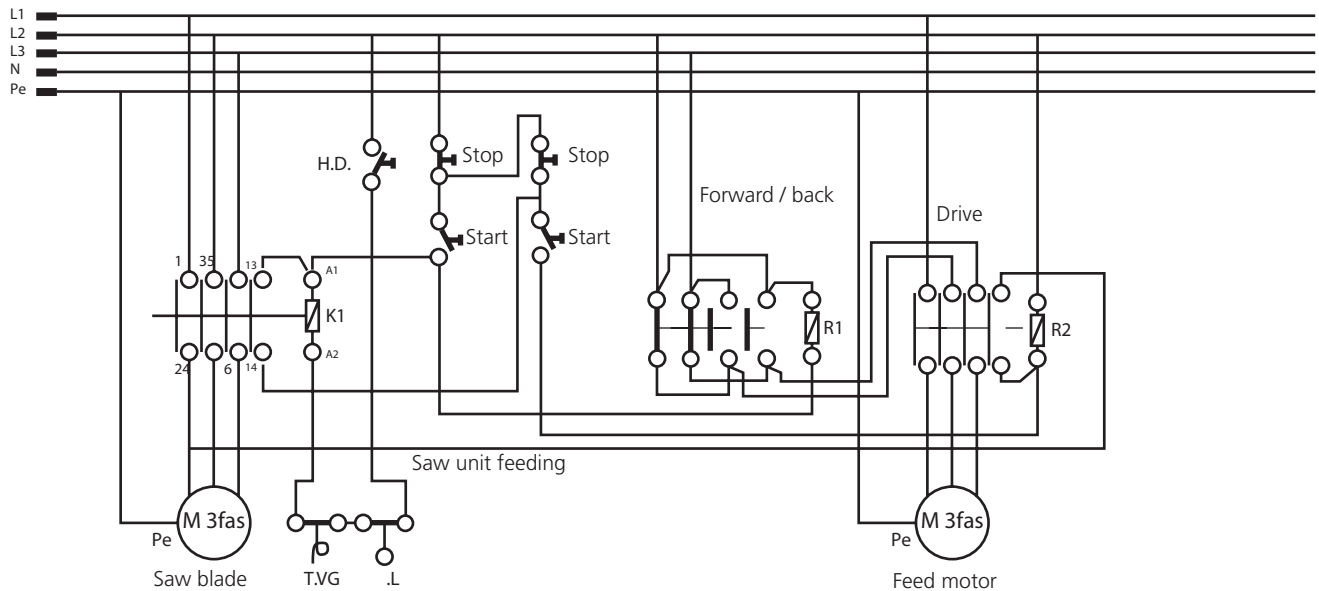 L1
L2
L3
N
Pe
H.D.
Stop
Stop
Forward / back
Drive
Start
Start
1
35
13
A1
K1
R1
R2
A2
24
6
14
Saw unit feeding
M 3fas
M 3fas
Pe
Pe
Saw blade
T.VG
.L
Feed motor